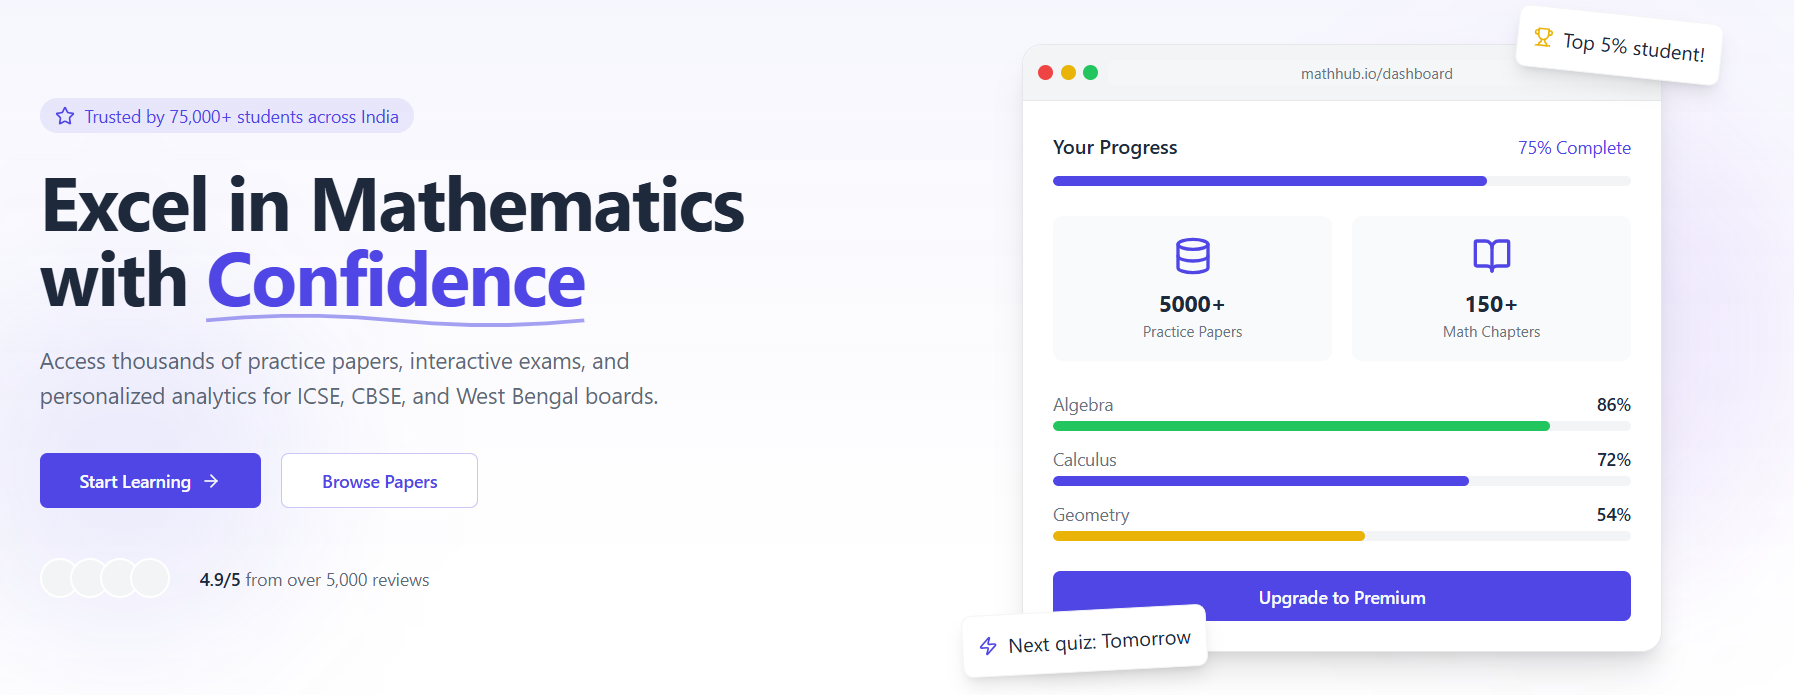 Trusted by 75,000+ students across India
Excel in Mathematics
with Confidence
Access thousands of practice papers, interactive exams, and
personalized analytics for ICSE, CBSE, and West Bengal boards.
Start Learning →
Browse Papers
4.9/5 from over 5,000 reviews
mathhub.io/dashboard
Top 5% student!
Your Progress
75% Complete
5000+
Practice Papers
150+
Math Chapters
Algebra
86%
Calculus
72%
Geometry
54%
Upgrade to Premium
Next quiz: Tomorrow